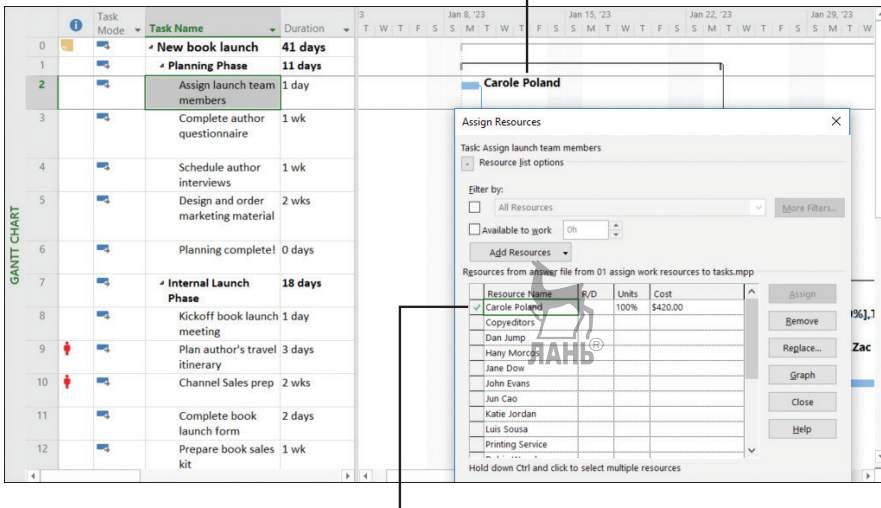 Task Mode
Task Name
Duration
3
Jan 8, '23
Jan 15, '23
Jan 22, '23
Jan 29, '23
T W T F S S M T W T F S S M T W T F S S M T W T F S S M T W
0 New book launch 41 days
1 Planning Phase 11 days
2 Assign launch team members 1 day
Carole Poland
3 Complete author questionnaire 1 wk
4 Schedule author interviews 1 wk
5 Design and order marketing material 2 wks
6 Planning complete! 0 days
7 Internal Launch Phase 18 days
8 Kickoff book launch meeting 1 day
9 Plan author's travel itinerary 3 days
10 Channel Sales prep 2 wks
11 Complete book launch form 2 days
12 Prepare book sales kit 1 wk
GANTT CHART
Assign Resources
Task: Assign launch team members
- Resource list options
Filter by:
All Resources
More Filters...
Available to work 0h
Add Resources
Resources from answer file from 01 assign work resources to tasks.mpp
Resource Name R/D Units Cost
Carole Poland 100% $420.00
Copyeditors
Dan Jump
Hany Morcos
Jane Dow
John Evans
Jun Cao
Katie Jordan
Luis Sousa
Printing Service
Assign
Remove
Replace...
Graph
Close
Help
Hold down Ctrl and click to select multiple resources
Zac
ЛАНЬ®